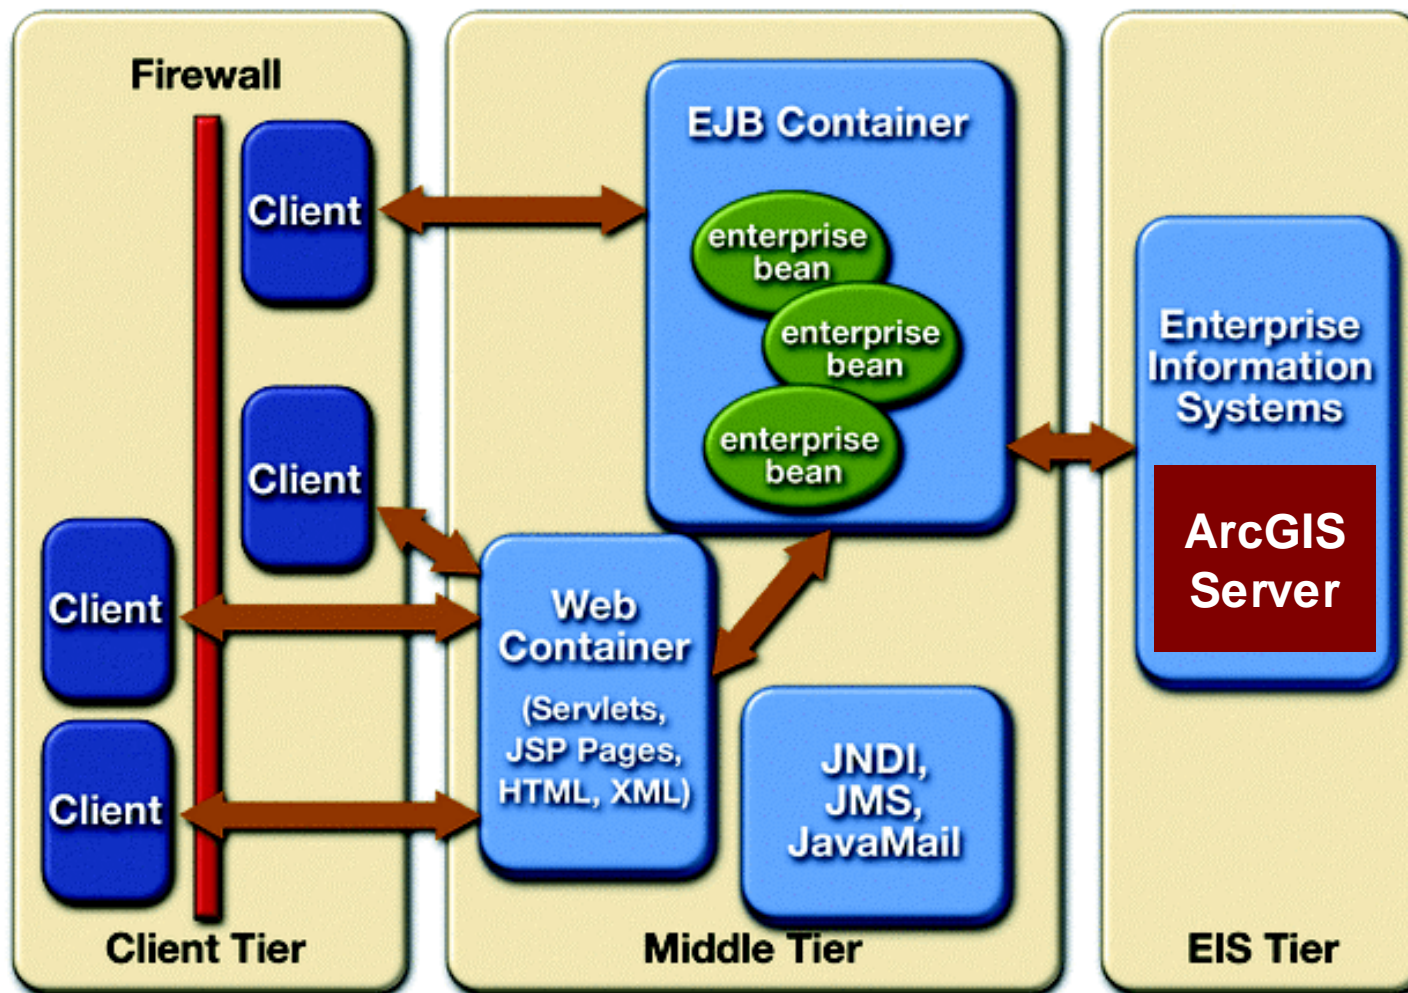 Firewall
Client
Client
Client
Client
Client Tier
EJB Container
enterprise
bean
enterprise
bean
enterprise
bean
Web
Container
(Servlets,
JSP Pages,
HTML, XML)
JNDI,
JMS,
JavaMail
Middle Tier
Enterprise
Information
Systems
ArcGIS
Server
EIS Tier